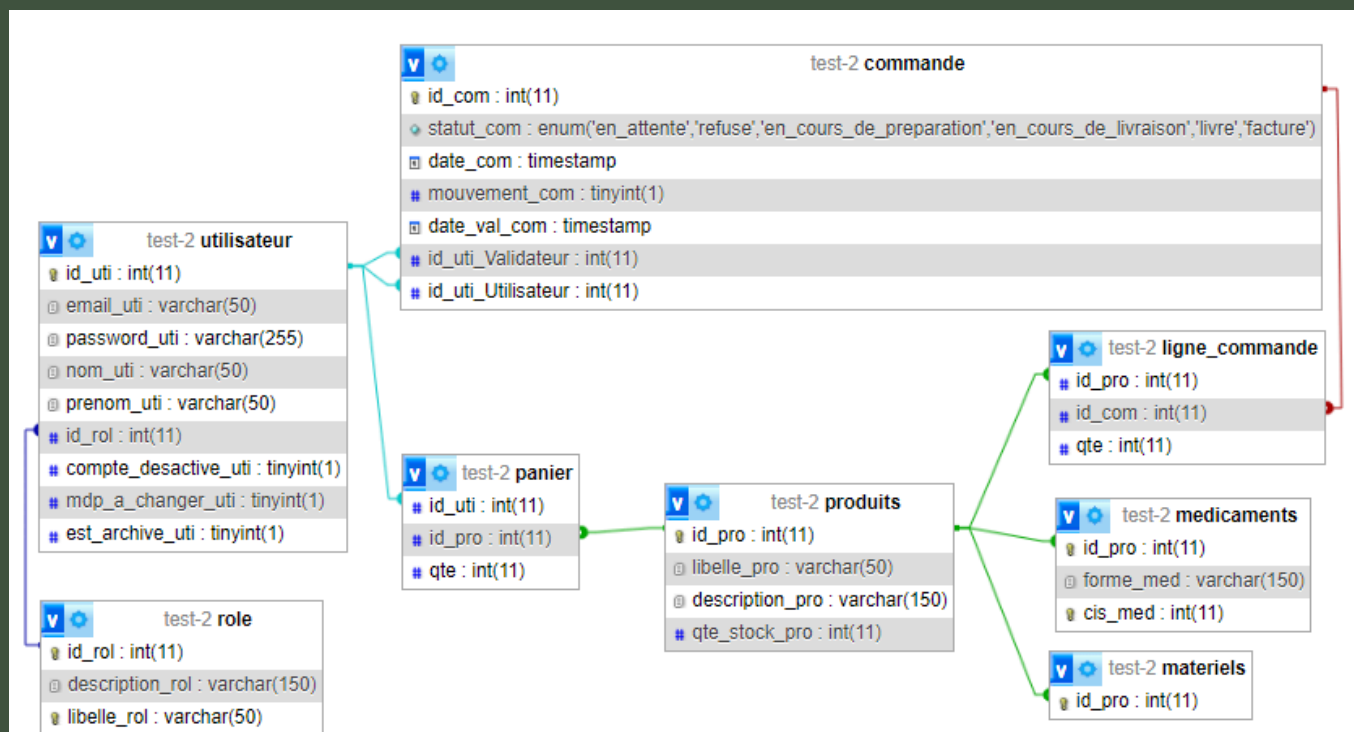 test-2 commande
id_com : int(11)
statut_com : enum('en_attente','refuse','en_cours_de_preparation','en_cours_de_livraison','livre','facture')
date_com : timestamp
mouvement_com : tinyint(1)
date_val_com : timestamp
id_uti_Validateur : int(11)
id_uti_Utilisateur : int(11)
test-2 utilisateur
id_uti : int(11)
email_uti : varchar(50)
password_uti : varchar(255)
nom_uti : varchar(50)
prenom_uti : varchar(50)
id_rol : int(11)
compte_desactive_uti : tinyint(1)
mdp_a_changer_uti : tinyint(1)
est_archive_uti : tinyint(1)
test-2 ligne_commande
id_pro : int(11)
id_com : int(11)
qte : int(11)
test-2 panier
id_uti : int(11)
id_pro : int(11)
qte : int(11)
test-2 produits
id_pro : int(11)
libelle_pro : varchar(50)
description_pro : varchar(150)
qte_stock_pro : int(11)
test-2 medicaments
id_pro : int(11)
forme_med : varchar(150)
cis_med : int(11)
test-2 role
id_rol : int(11)
description_rol : varchar(150)
libelle_rol : varchar(50)
test-2 materiels
id_pro : int(11)